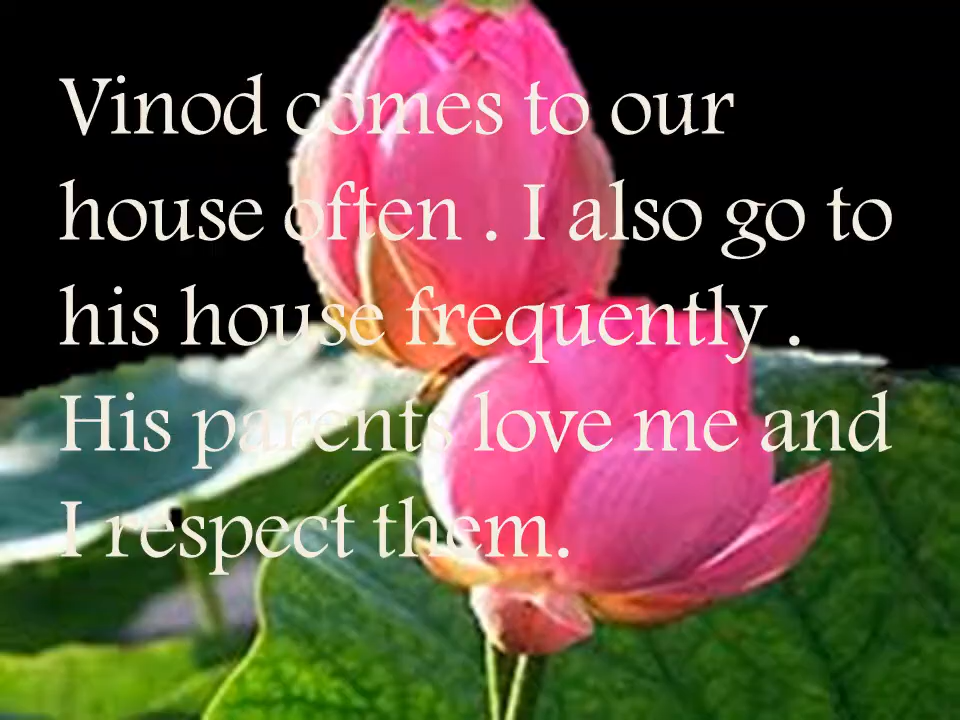 Vinod comes to our
house often . I also go to
his house frequently .
His parents love me and
I respect them.